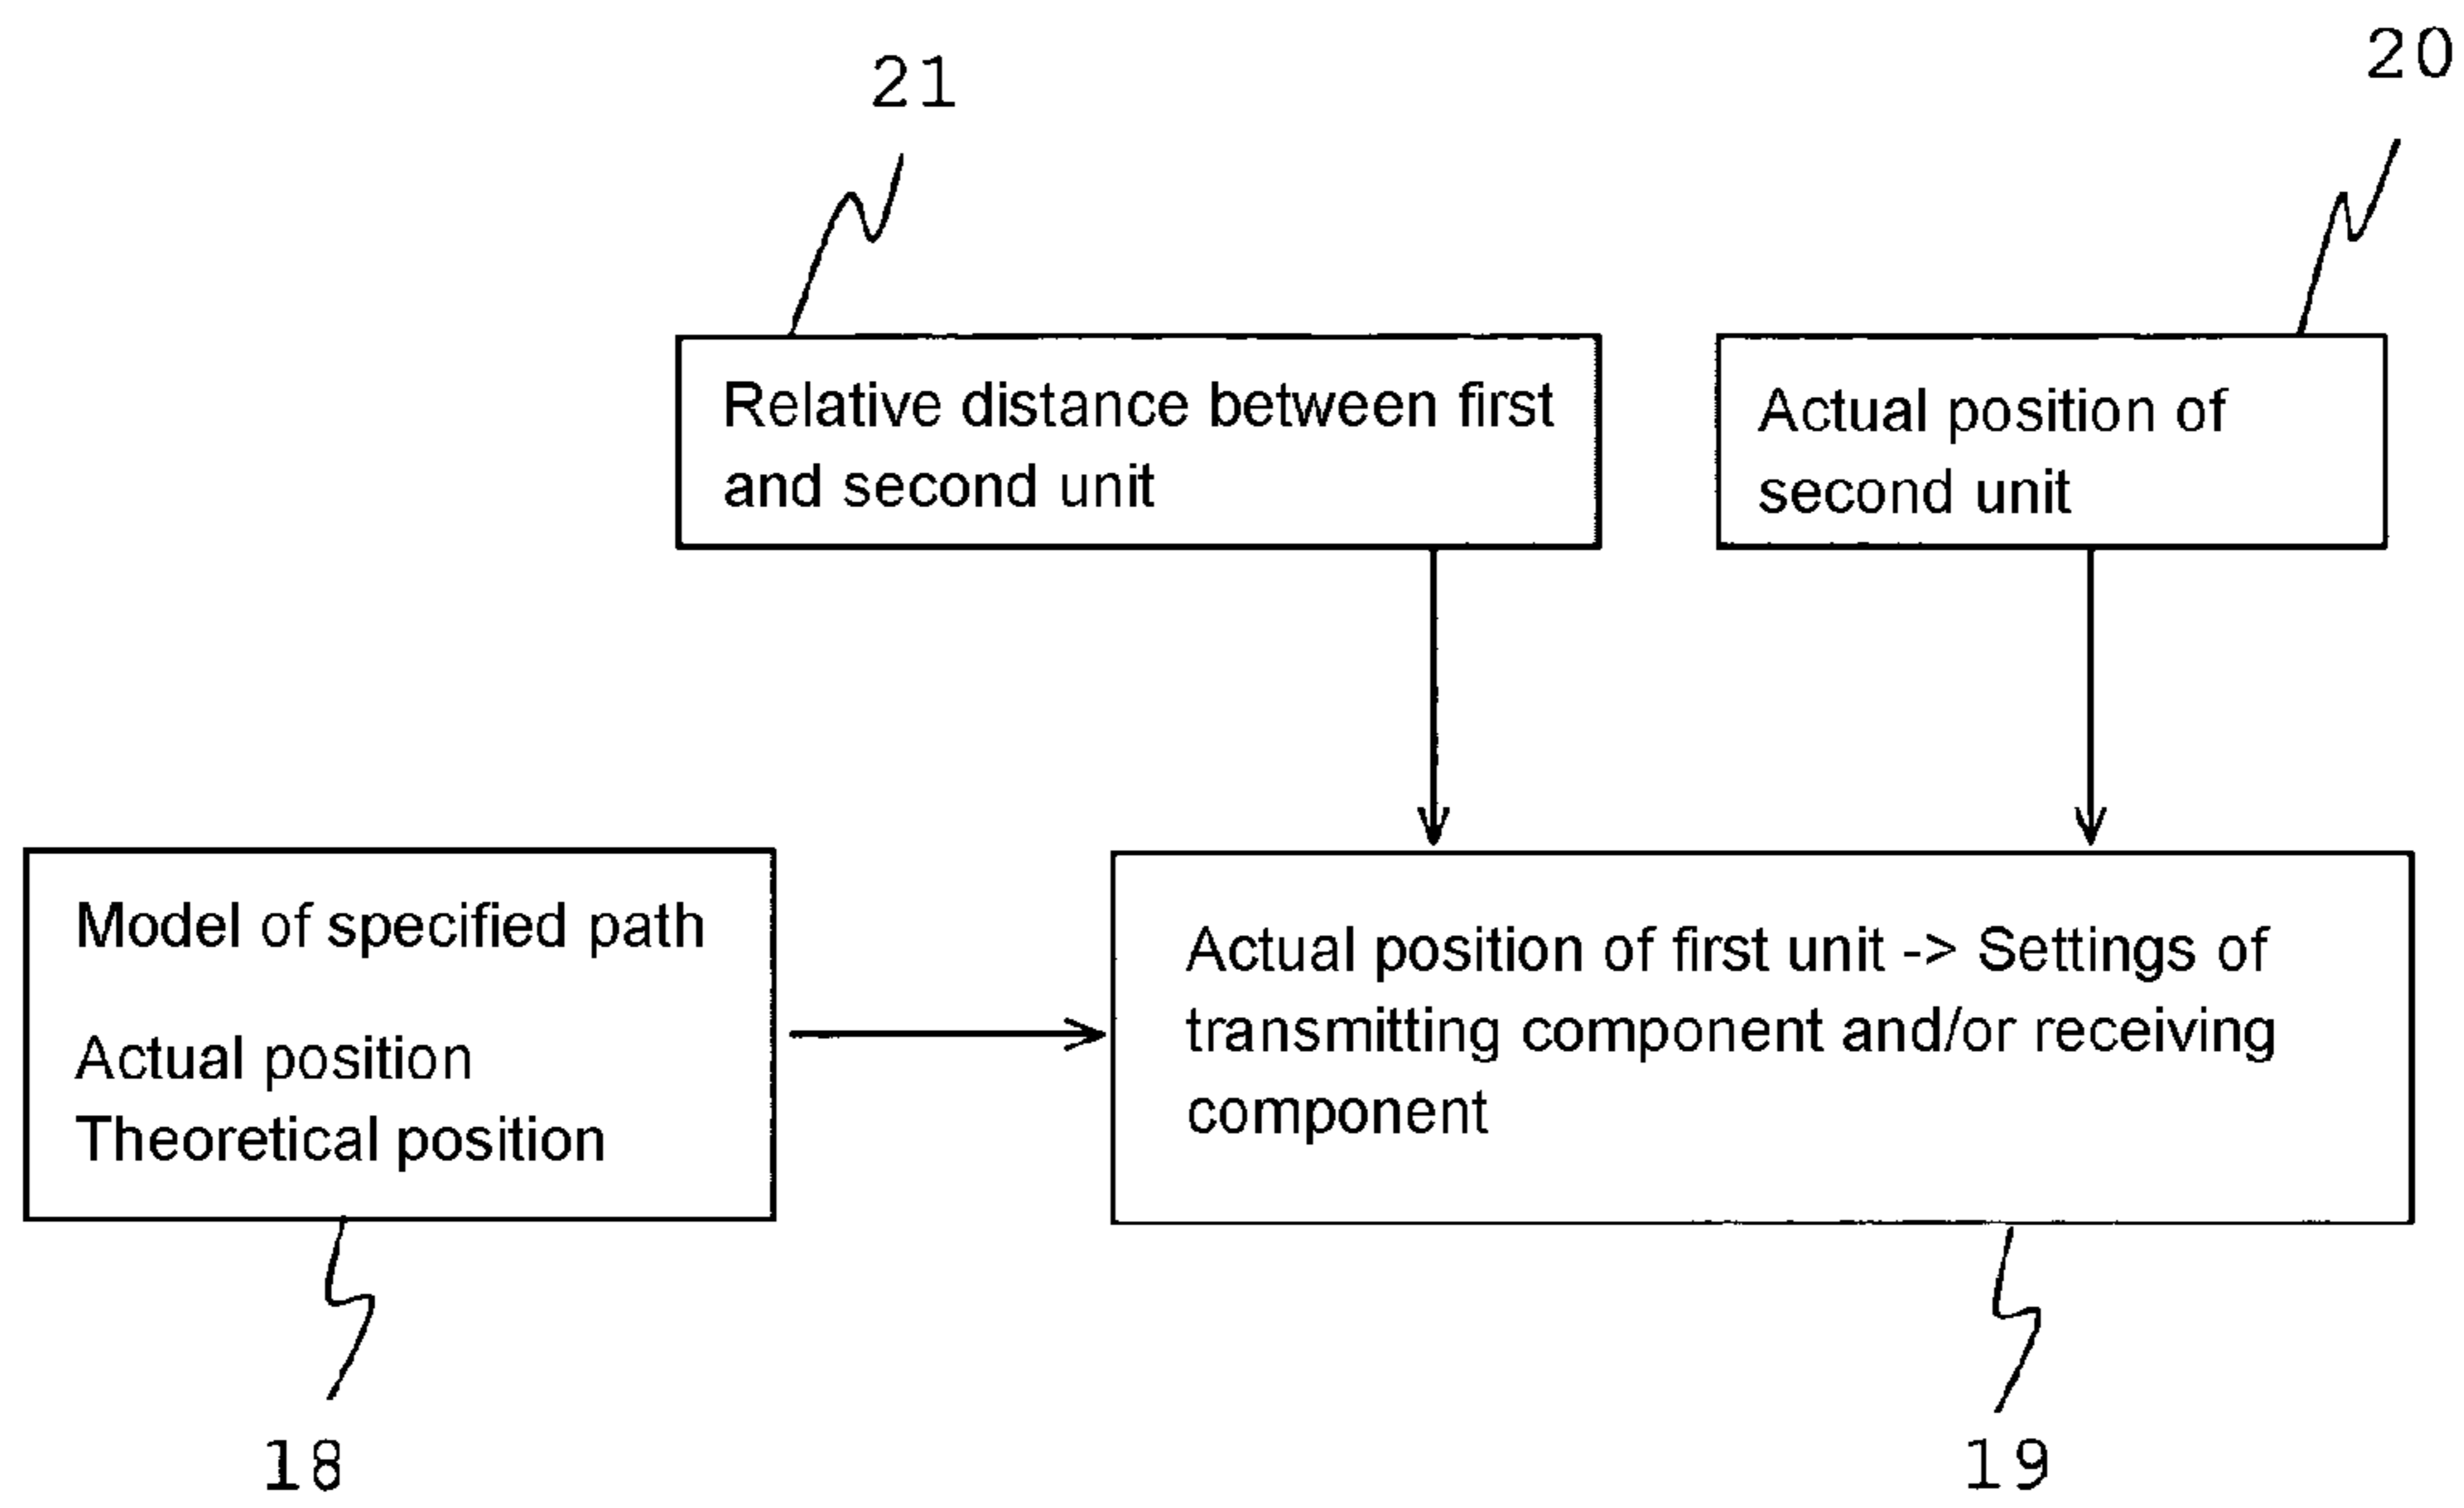 21
20
Relative distance between first
and second unit
Actual position of
second unit
Model of specified path
Actual position
Theoretical position
Actual position of first unit -> Settings of
transmitting component and/or receiving
component
18
19